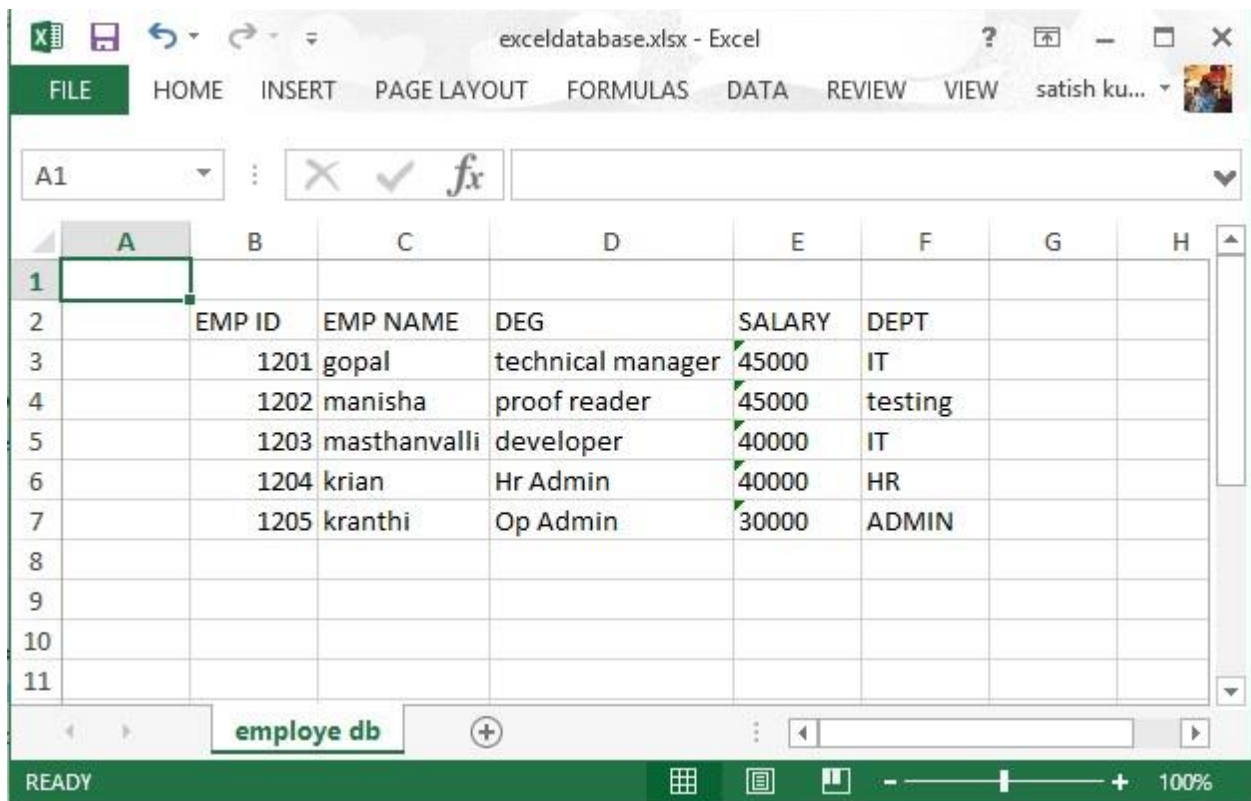 exceldatabase.xlsx - Excel ?
FILE HOME INSERT PAGE LAYOUT FORMULAS DATA REVIEW VIEW satish ku...
A1 fx
A B C D E F G H
1
2 EMP ID EMP NAME DEG SALARY DEPT
3 1201 gopal technical manager 45000 IT
4 1202 manisha proof reader 45000 testing
5 1203 masthanvalli developer 40000 IT
6 1204 krian Hr Admin 40000 HR
7 1205 kranthi Op Admin 30000 ADMIN
8
9
10
11
employe db
READY 100%